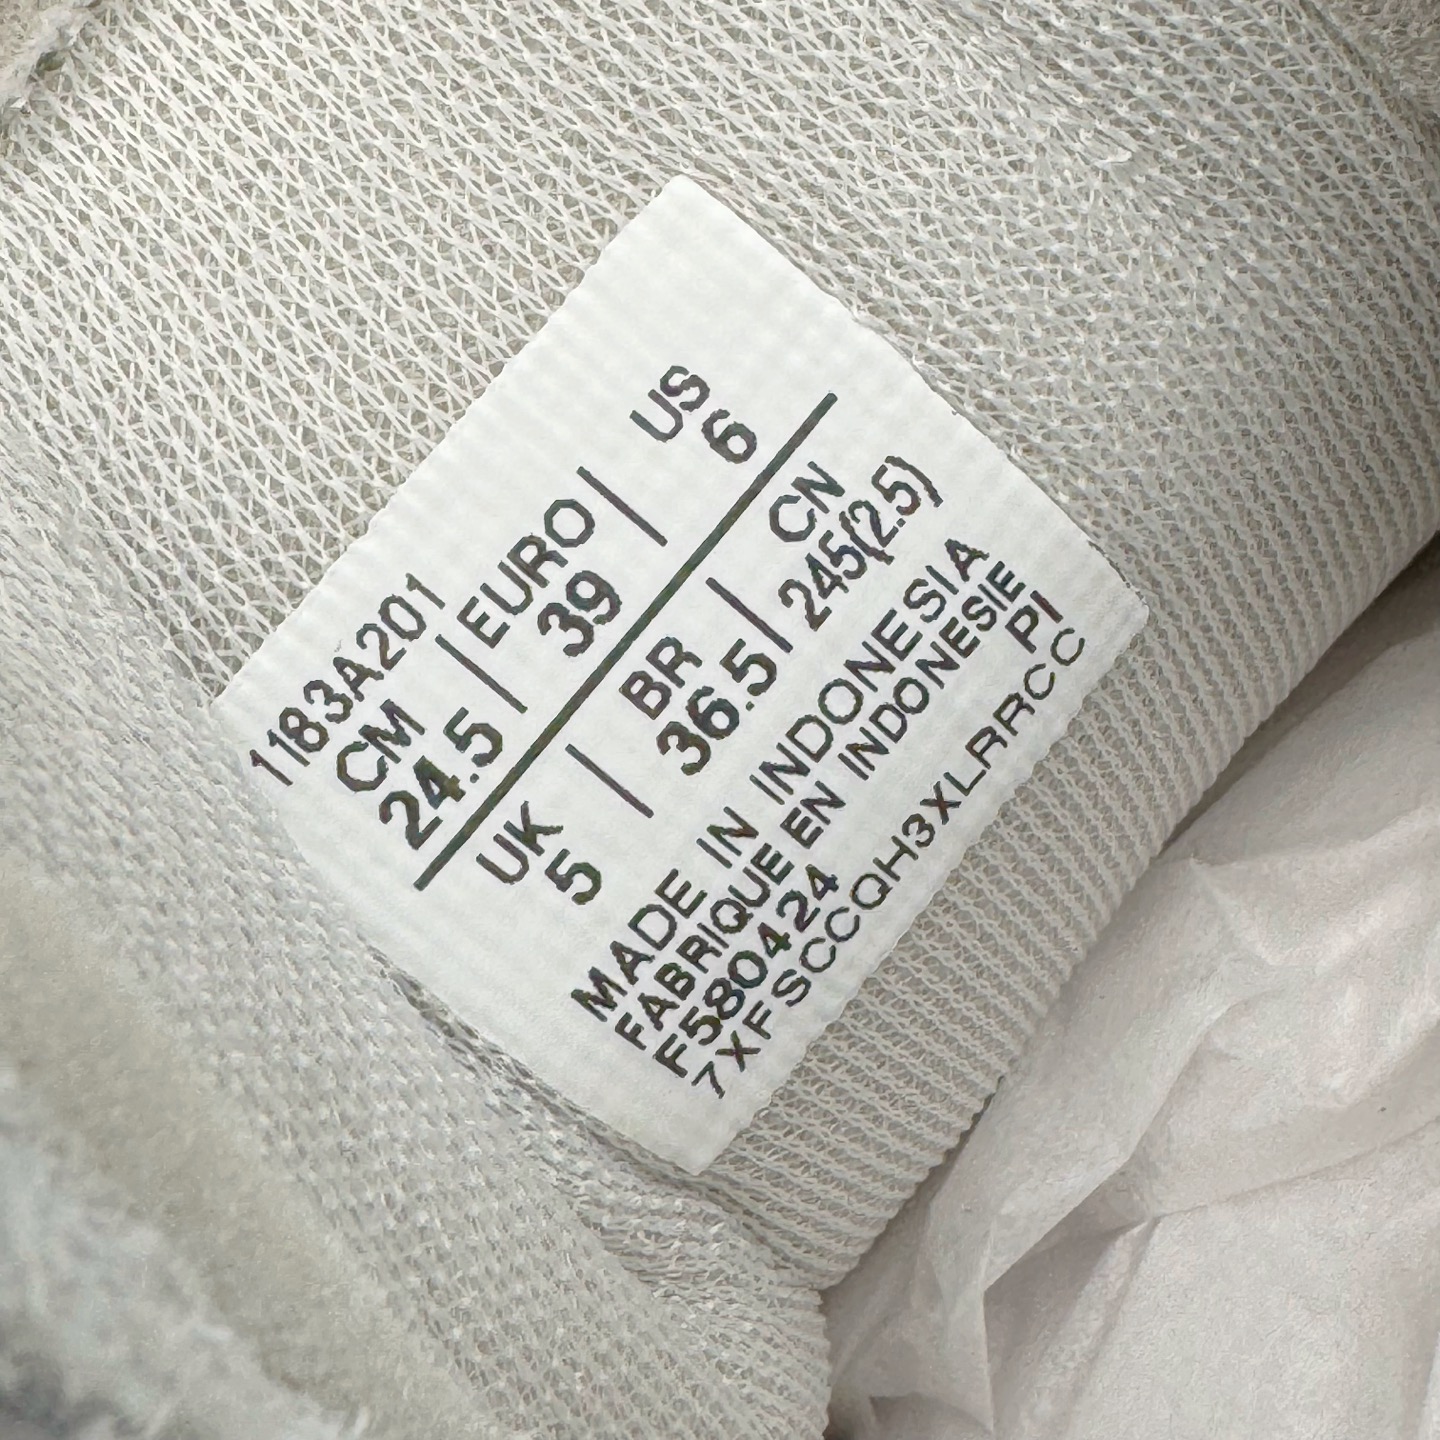 1183A201
CM | EURO | US
24.5 39 6
UK | BR | CN
5 36.5 245(2.5)
MADE IN INDONESIA
FABRIQUE EN INDONESIE
F580424 PI
7XFSCCQH3XLRRCC